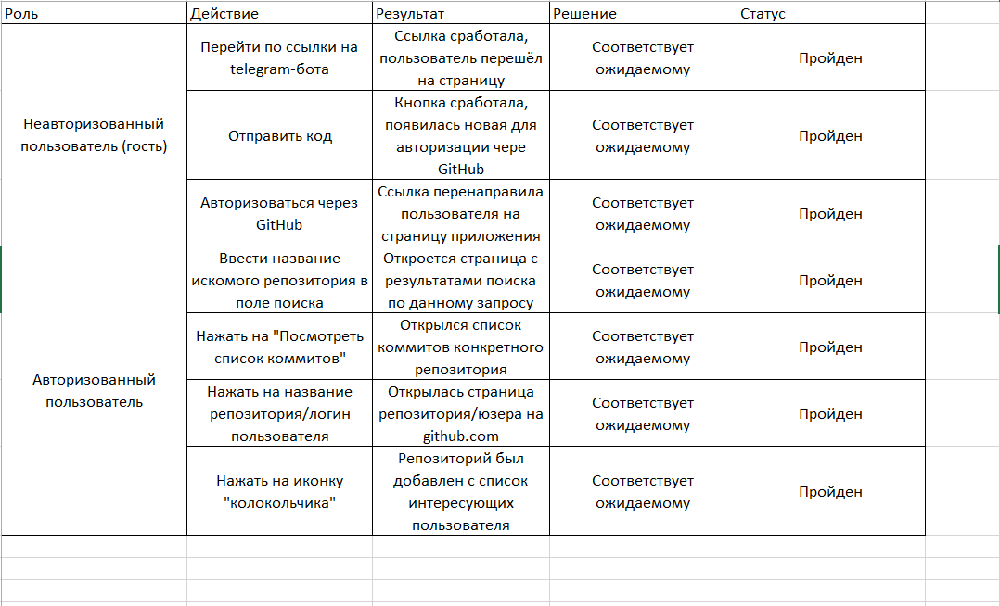 Роль Действие Результат Решение Статус
Неавторизованный
пользователь (гость)
Перейти по ссылки на
telegram-бота
Ссылка сработала,
пользователь перешёл
на страницу
Соответствует
ожидаемому
Пройден
Отправить код
Кнопка сработала,
появилась новая для
авторизации чере
GitHub
Соответствует
ожидаемому
Пройден
Авторизоваться через
GitHub
Ссылка перенаправила
пользователя на
страницу приложения
Соответствует
ожидаемому
Пройден
Авторизованный
пользователь
Ввести название
искомого репозитория в
поле поиска
Откроется страница с
результатами поиска
по данному запросу
Соответствует
ожидаемому
Пройден
Нажать на "Посмотреть
список коммитов"
Открылся список
коммитов конкретного
репозитория
Соответствует
ожидаемому
Пройден
Нажать на название
репозитория/логин
пользователя
Открылась страница
репозитория/юзера на
github.com
Соответствует
ожидаемому
Пройден
Нажать на иконку
"колокольчика"
Репозиторий был
добавлен с список
интересующих
пользователя
Соответствует
ожидаемому
Пройден